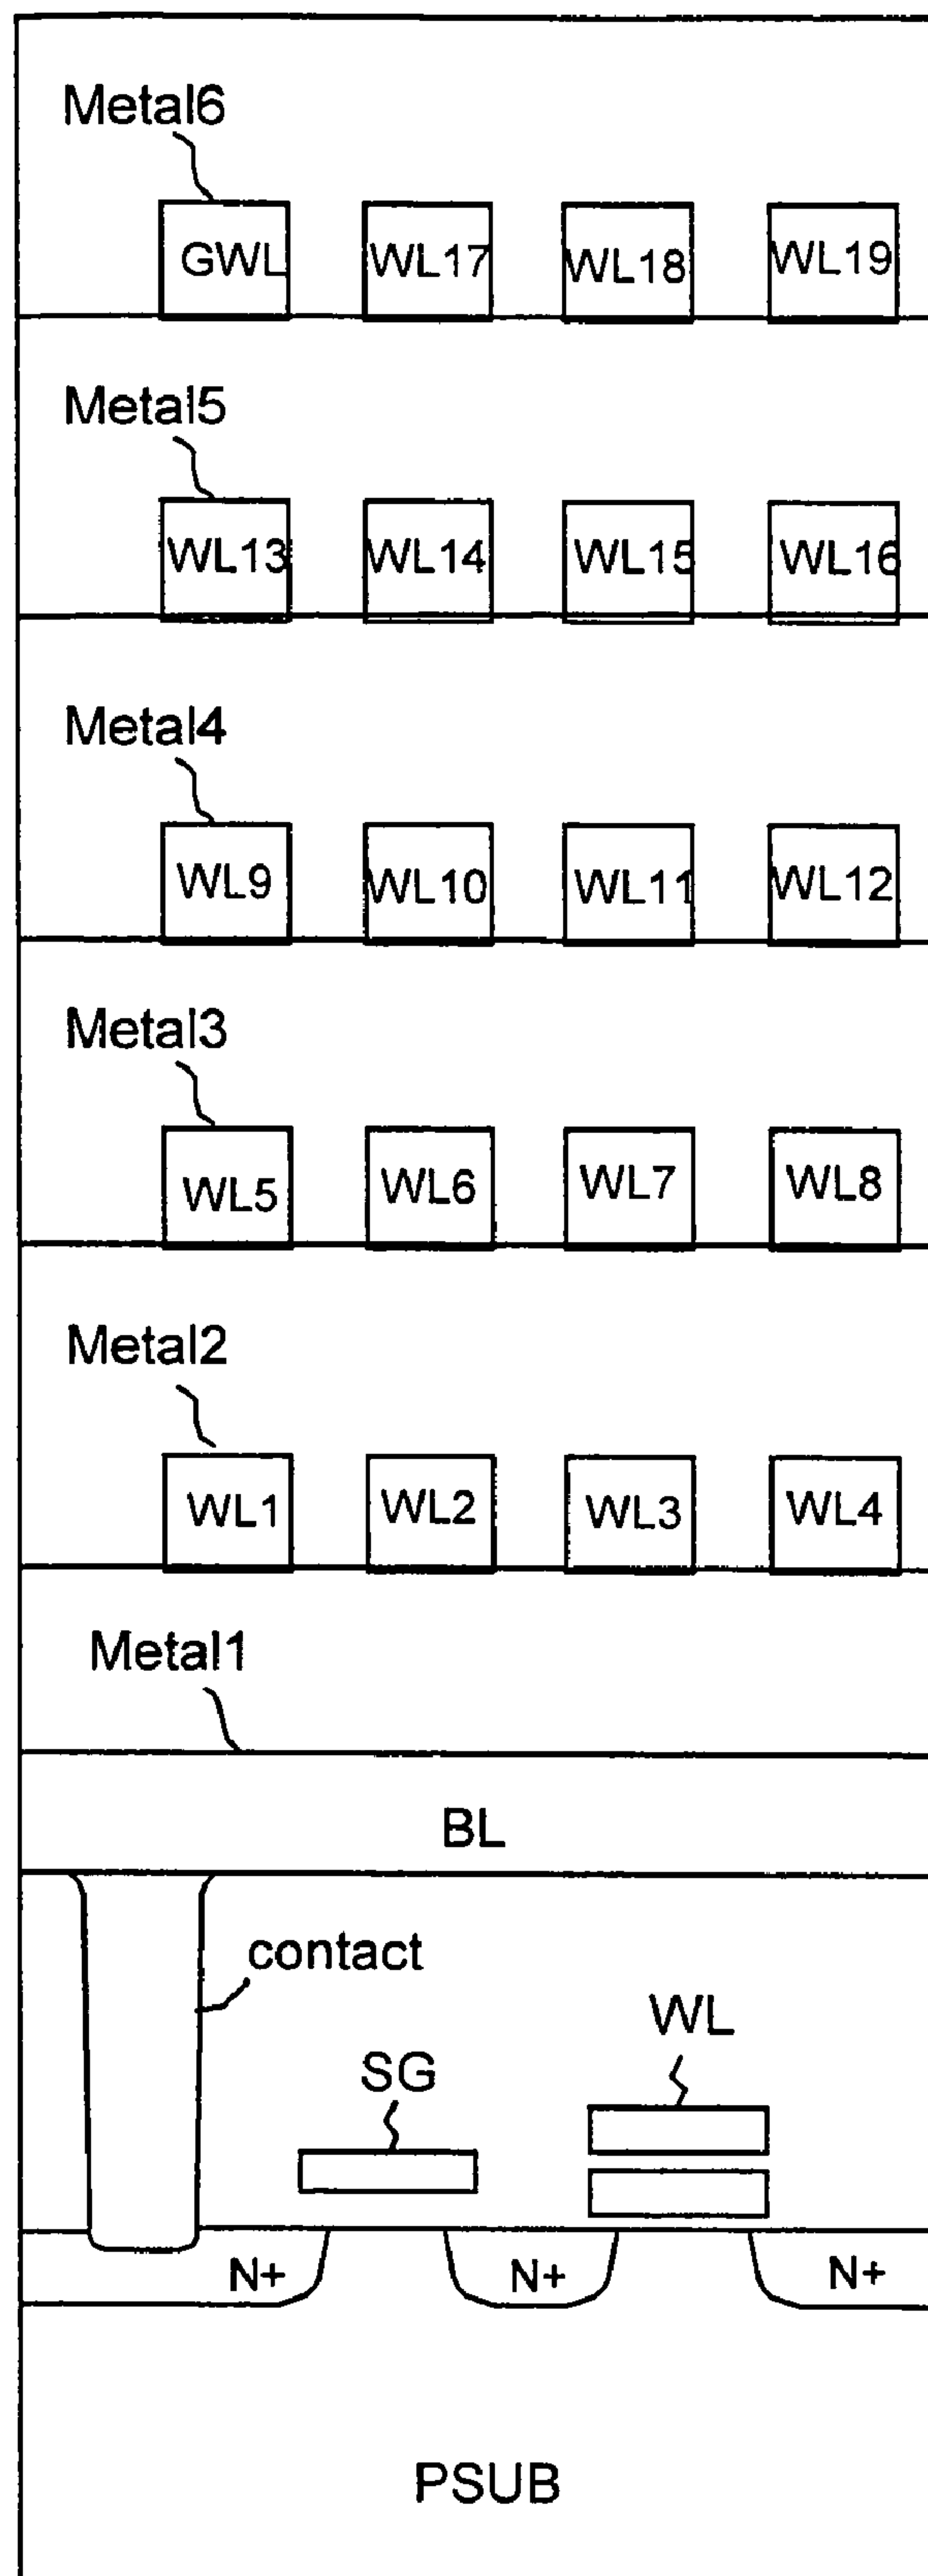 Metal6
GWL WL17 WL18 WL19
Metal5
WL13 WL14 WL15 WL16
Metal4
WL9 WL10 WL11 WL12
Metal3
WL5 WL6 WL7 WL8
Metal2
WL1 WL2 WL3 WL4
Metal1
BL
contact
WL
SG
N+ N+ N+
PSUB